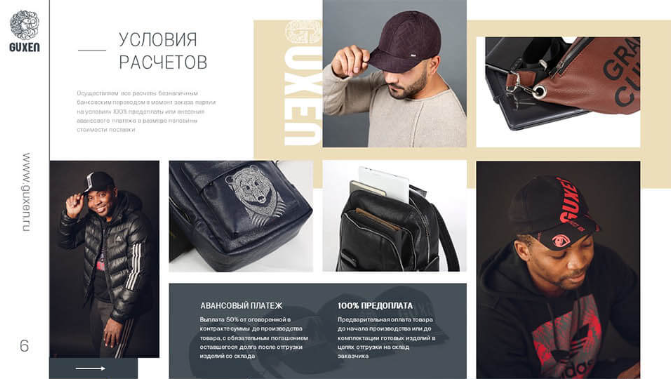 GUXEN
УСЛОВИЯ
РАСЧЕТОВ
Осуществляем все расчеты безналичным
банковским переводом в момент заказа партии
на условиях 100% предоплаты или внесения
авансового платежа в размере половины
стоимости поставки.
GUXEN
GRA
CU
www.guxen.ru
GUXEN
АВАНСОВЫЙ ПЛАТЕЖ
Выплата 50% от оговоренной в
контракте суммы до производства
товара, с обязательным погашением
оставшегося долга после отгрузки
изделий со склада
100% ПРЕДОПЛАТА
Предварительная оплата товара
до начала производства или до
комплектации готовых изделий в
целях отгрузки на склад
заказчика
adidas
6